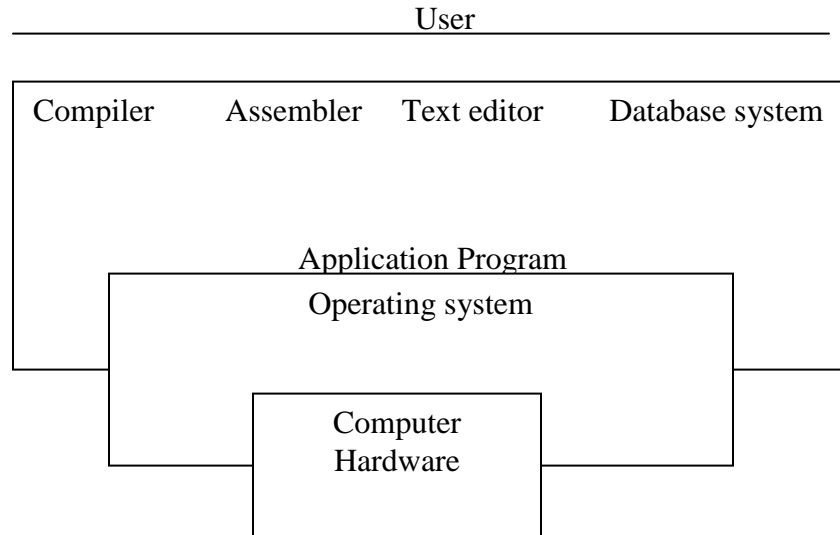 User
Compiler Assembler Text editor Database system
Application Program
Operating system
Computer
Hardware